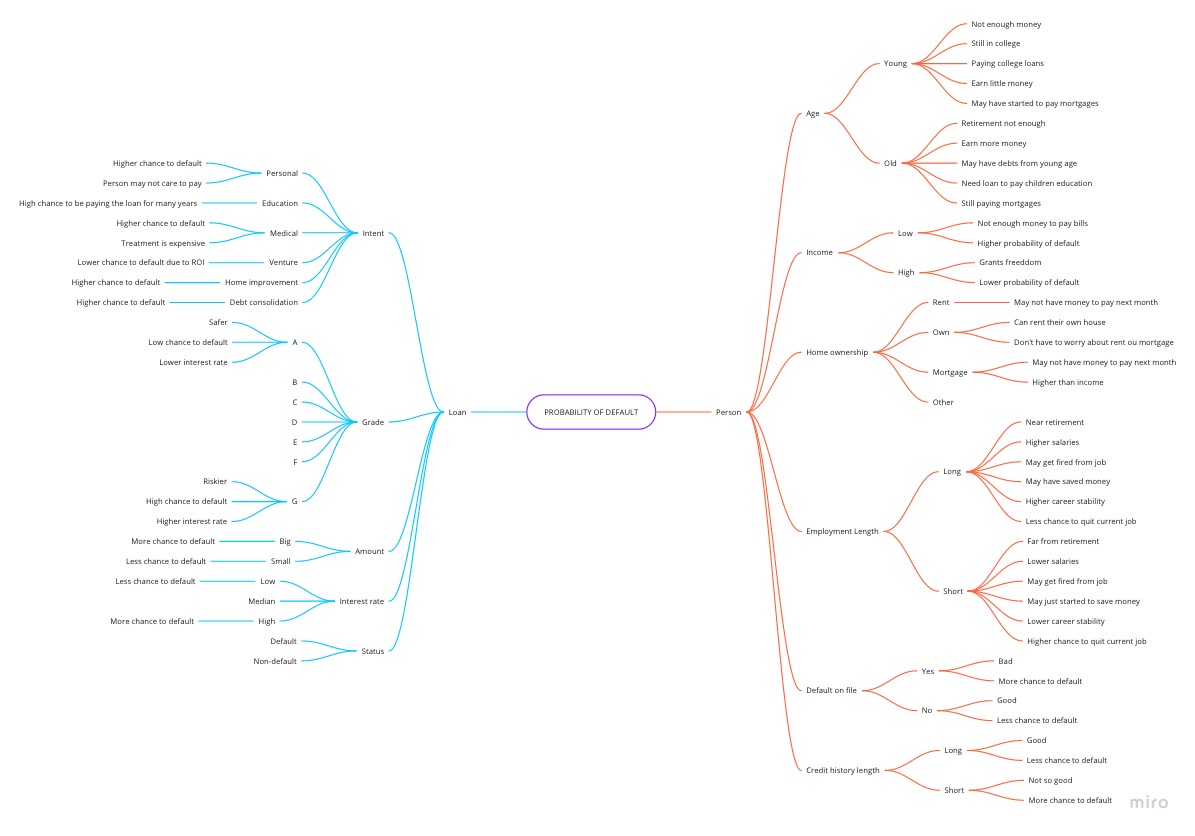 PROBABILITY OF DEFAULT
Loan
Intent
Personal
Higher chance to default
Person may not care to pay
Education
High chance to be paying the loan for many years
Medical
Higher chance to default
Treatment is expensive
Venture
Lower chance to default due to ROI
Home improvement
Higher chance to default
Debt consolidation
Higher chance to default
Grade
A
Safer
Low chance to default
Lower interest rate
B
C
D
E
F
G
Riskier
High chance to default
Higher interest rate
Amount
Big
More chance to default
Small
Less chance to default
Interest rate
Low
Less chance to default
Median
High
More chance to default
Status
Default
Non-default
Person
Age
Young
Not enough money
Still in college
Paying college loans
Earn little money
May have started to pay mortgages
Old
Retirement not enough
Earn more money
May have debts from young age
Need loan to pay children education
Still paying mortgages
Income
Low
Not enough money to pay bills
Higher probability of default
High
Grants freeddom
Lower probability of default
Home ownership
Rent
May not have money to pay next month
Own
Can rent their own house
Don't have to worry about rent ou mortgage
Mortgage
May not have money to pay next month
Higher than income
Other
Employment Length
Long
Near retirement
Higher salaries
May get fired from job
May have saved money
Higher career stability
Less chance to quit current job
Short
Far from retirement
Lower salaries
May get fired from job
May just started to save money
Lower career stability
Higher chance to quit current job
Default on file
Yes
Bad
More chance to default
No
Good
Less chance to default
Credit history length
Long
Good
Less chance to default
Short
Not so good
More chance to default
miro